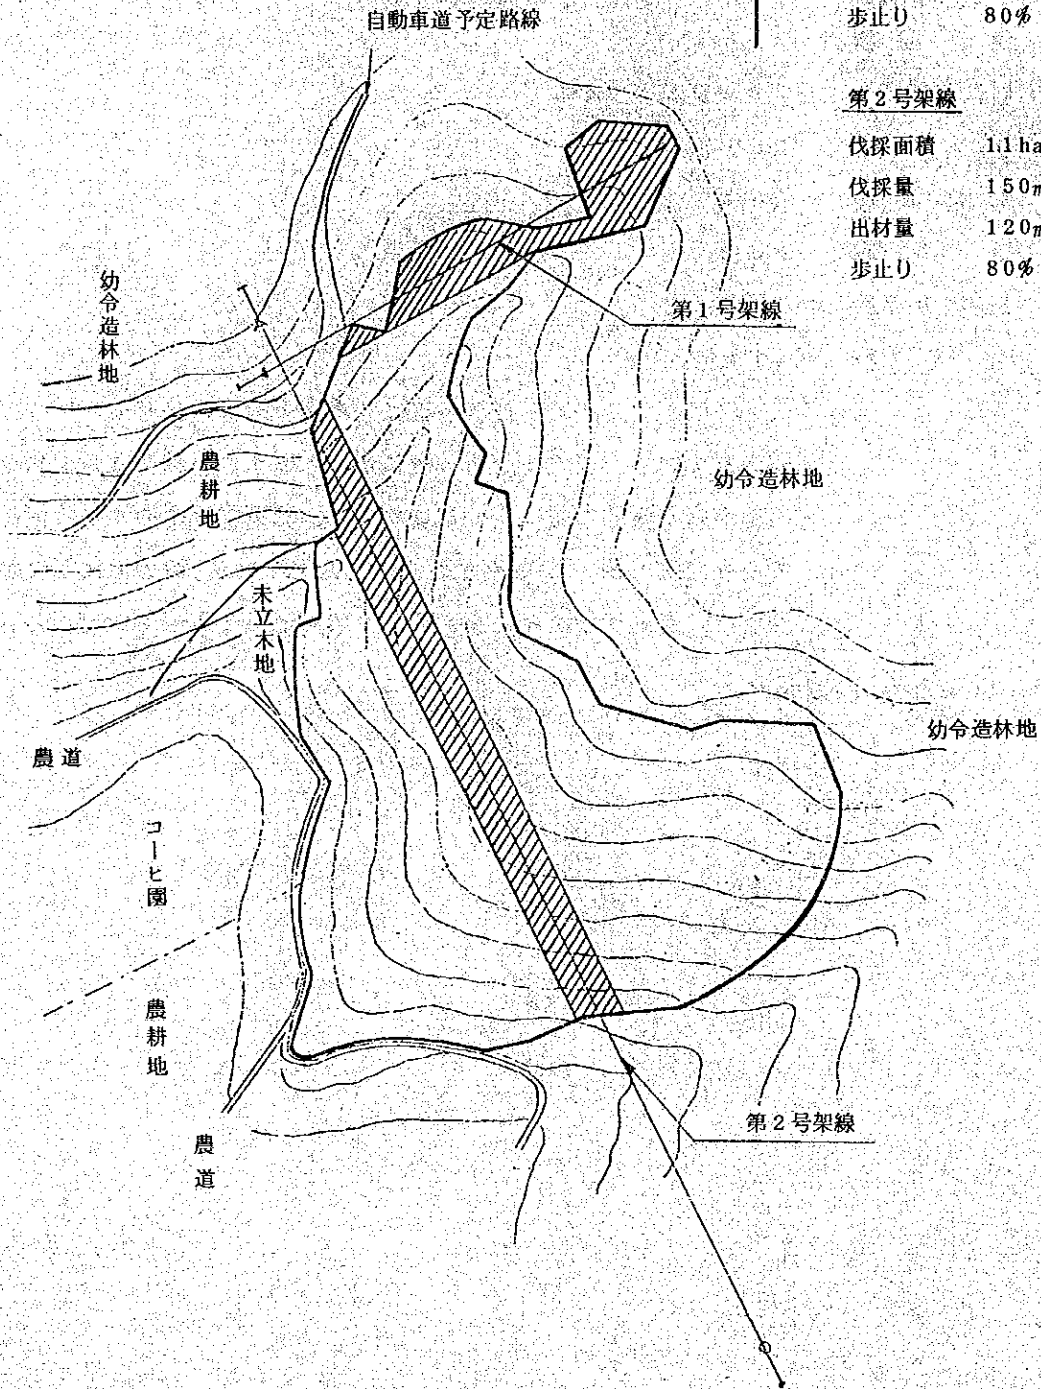 自動車道予定路線
歩止り 80%
第2号架線
伐採面積 1.1ha
伐採量 150m
出材量 120m
歩止り 80%
幼令造林地
第1号架線
農耕地
幼令造林地
未立木地
幼令造林地
農道
コーヒ園
農耕地
第2号架線
農道